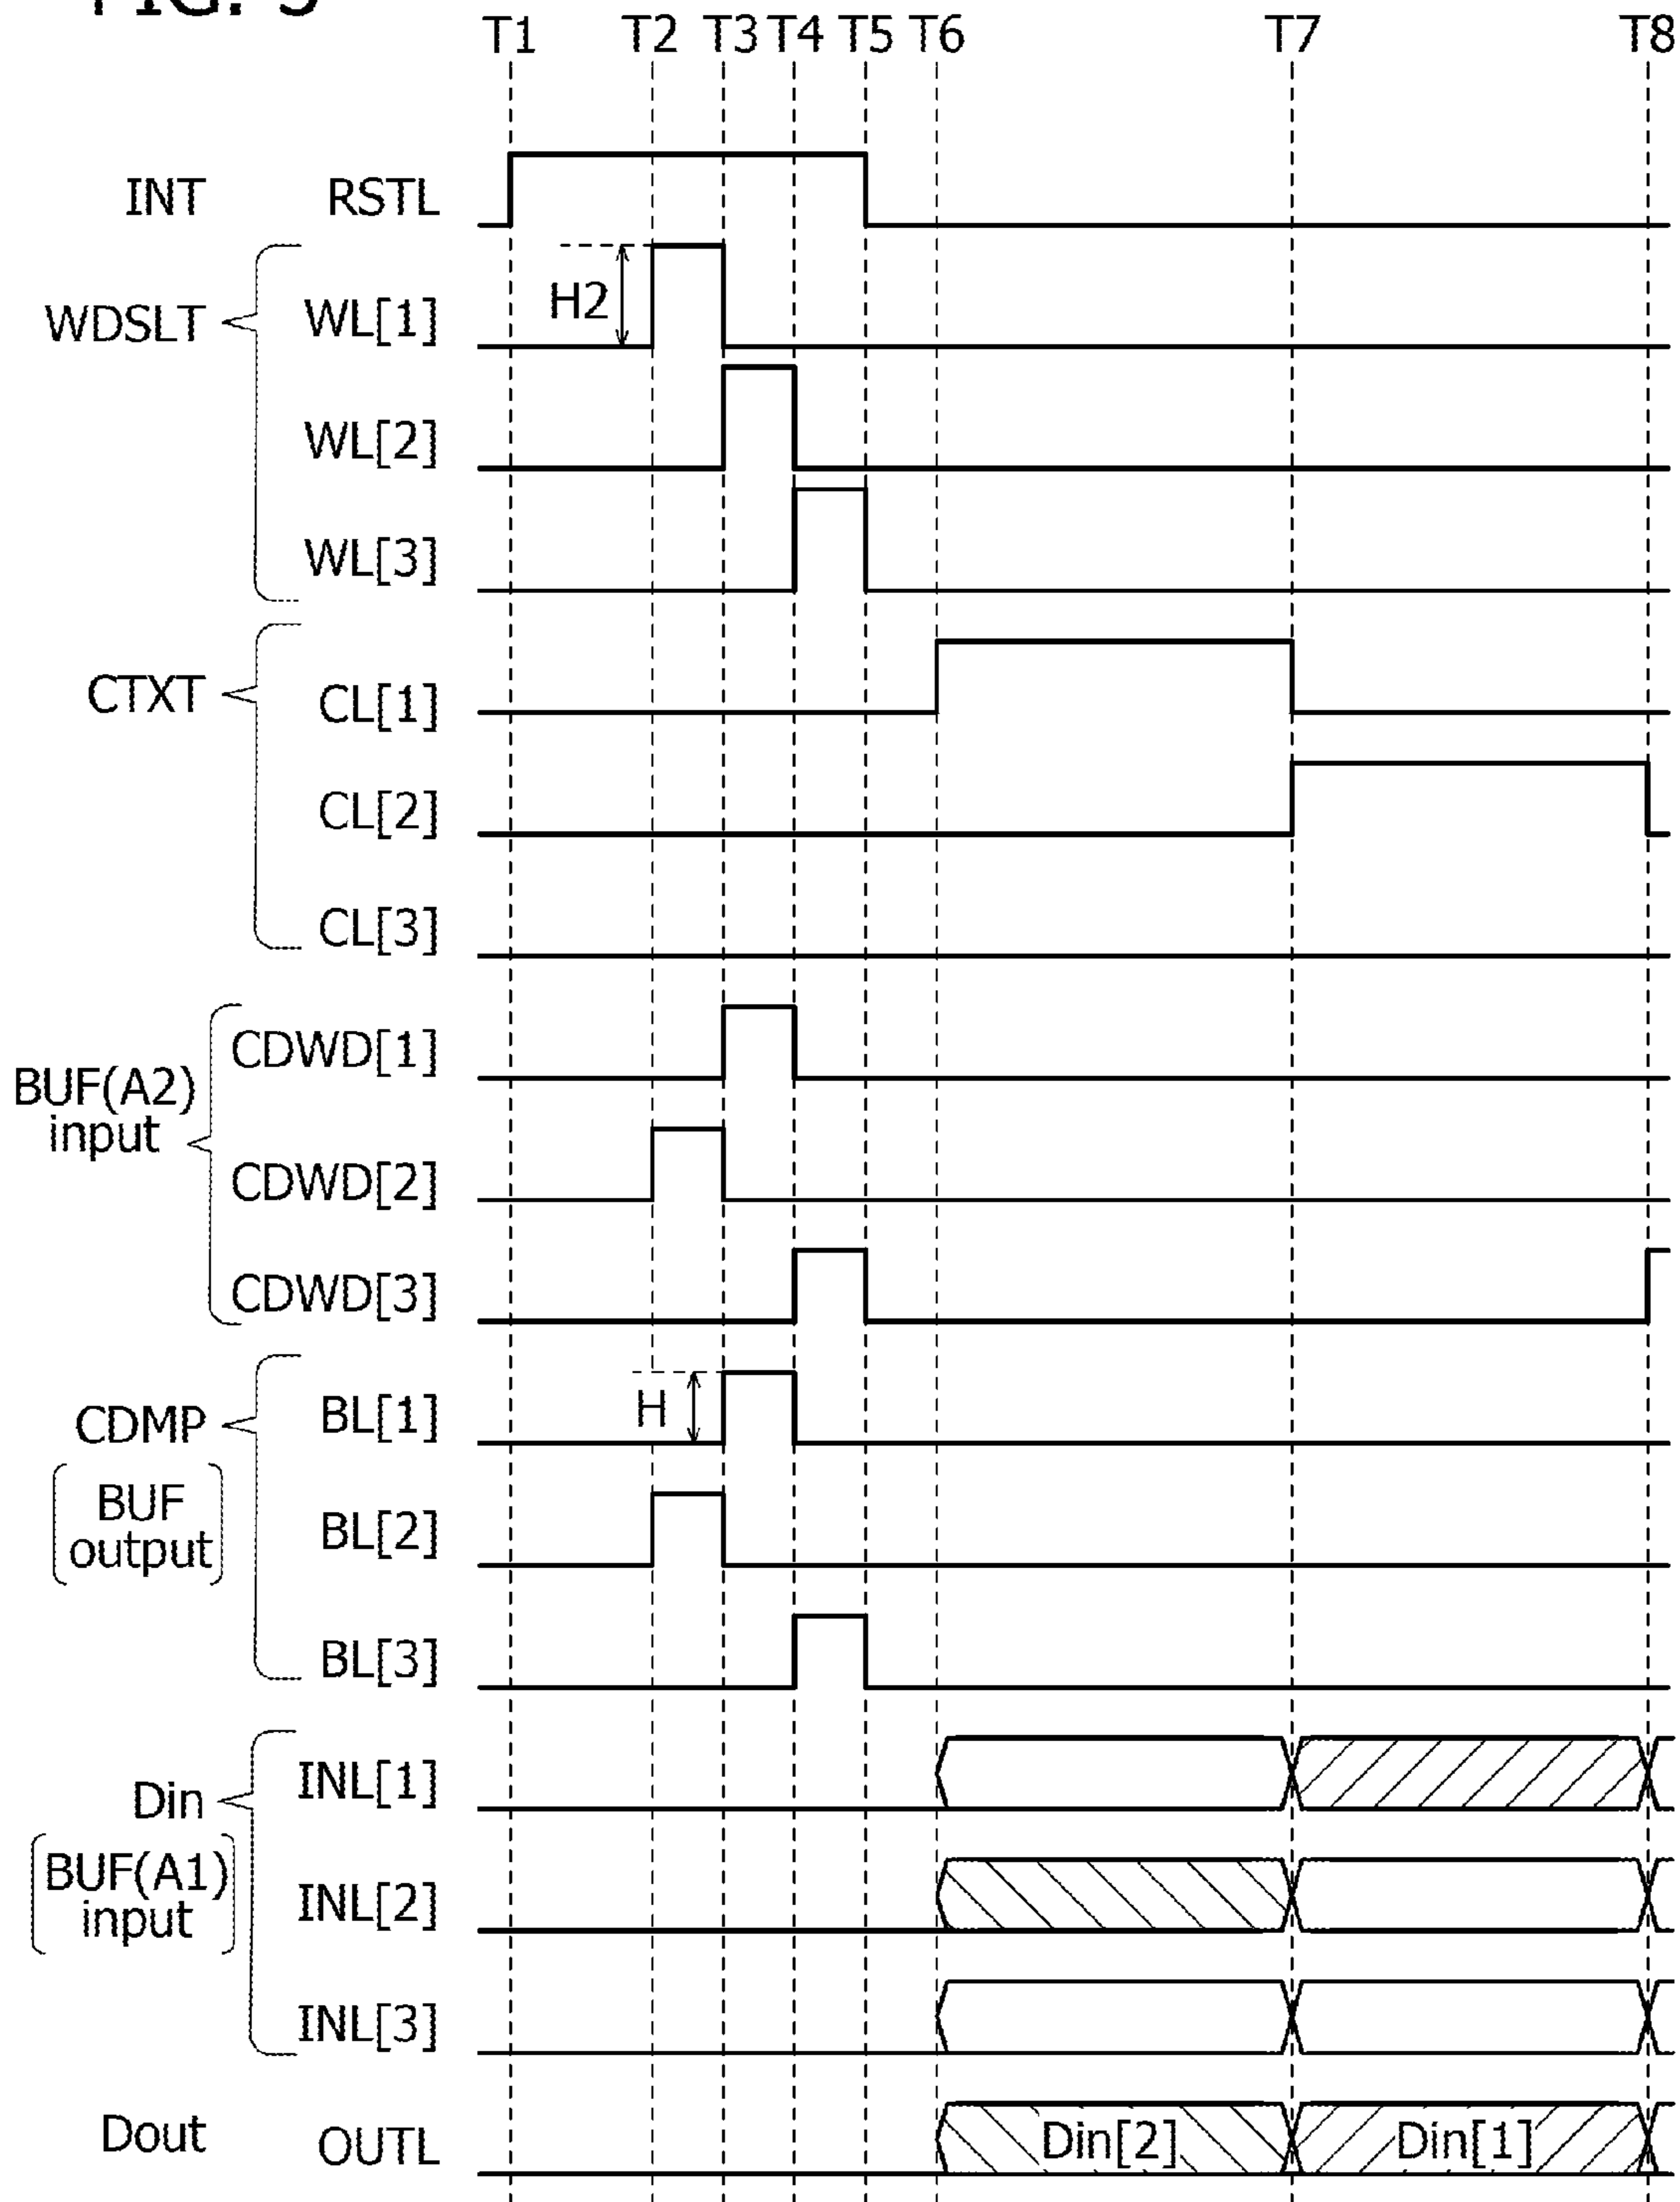 FIG. 5
T1 T2 T3 T4 T5 T6 T7 T8
INT RSTL
WDSLT
H2
WL[1]
WL[2]
WL[3]
CTXT
CL[1]
CL[2]
CL[3]
BUF(A2)
input
CDWD[1]
CDWD[2]
CDWD[3]
CDMP
BUF
output
H
BL[1]
BL[2]
BL[3]
Din
BUF(A1)
input
INL[1]
INL[2]
INL[3]
Dout OUTL Din[2] Din[1]